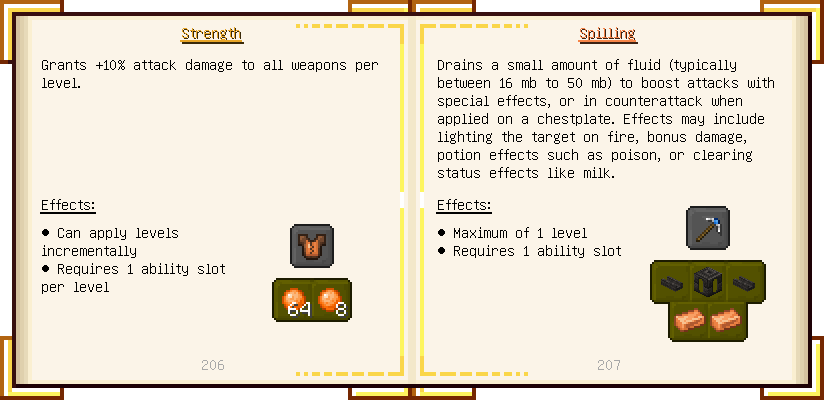 Strength
Grants +10% attack damage to all weapons per
level.
Effects:
• Can apply levels
incrementally
• Requires 1 ability slot
per level
64 8
206
Spilling
Drains a small amount of fluid (typically
between 16 mb to 50 mb) to boost attacks with
special effects, or in counterattack when
applied on a chestplate. Effects may include
lighting the target on fire, bonus damage,
potion effects such as poison, or clearing
status effects like milk.
Effects:
• Maximum of 1 level
• Requires 1 ability slot
207